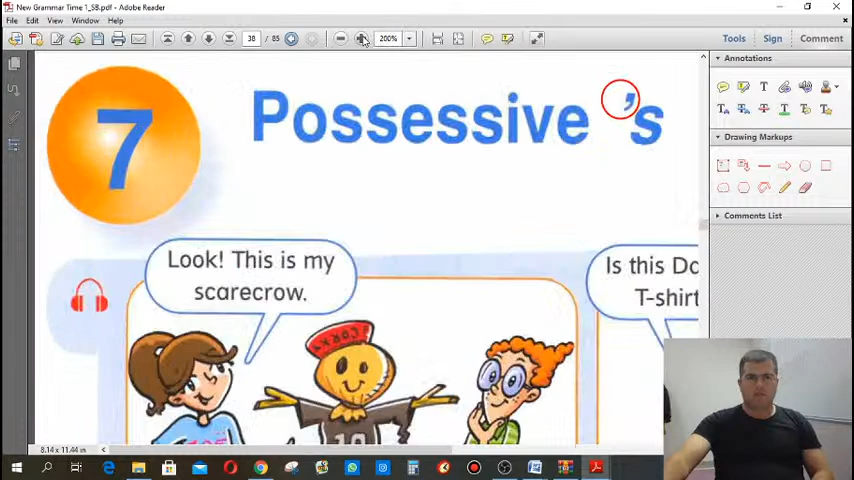 New Grammar Time 1_SB.pdf - Adobe Reader
File Edit View Window Help
38 / 85 200%
Tools Sign Comment
7 Possessive 's
Look! This is my
scarecrow.
Is this Do
T-shirt
10
Annotations
Drawing Markups
Comments List
8.14 x 11.44 in